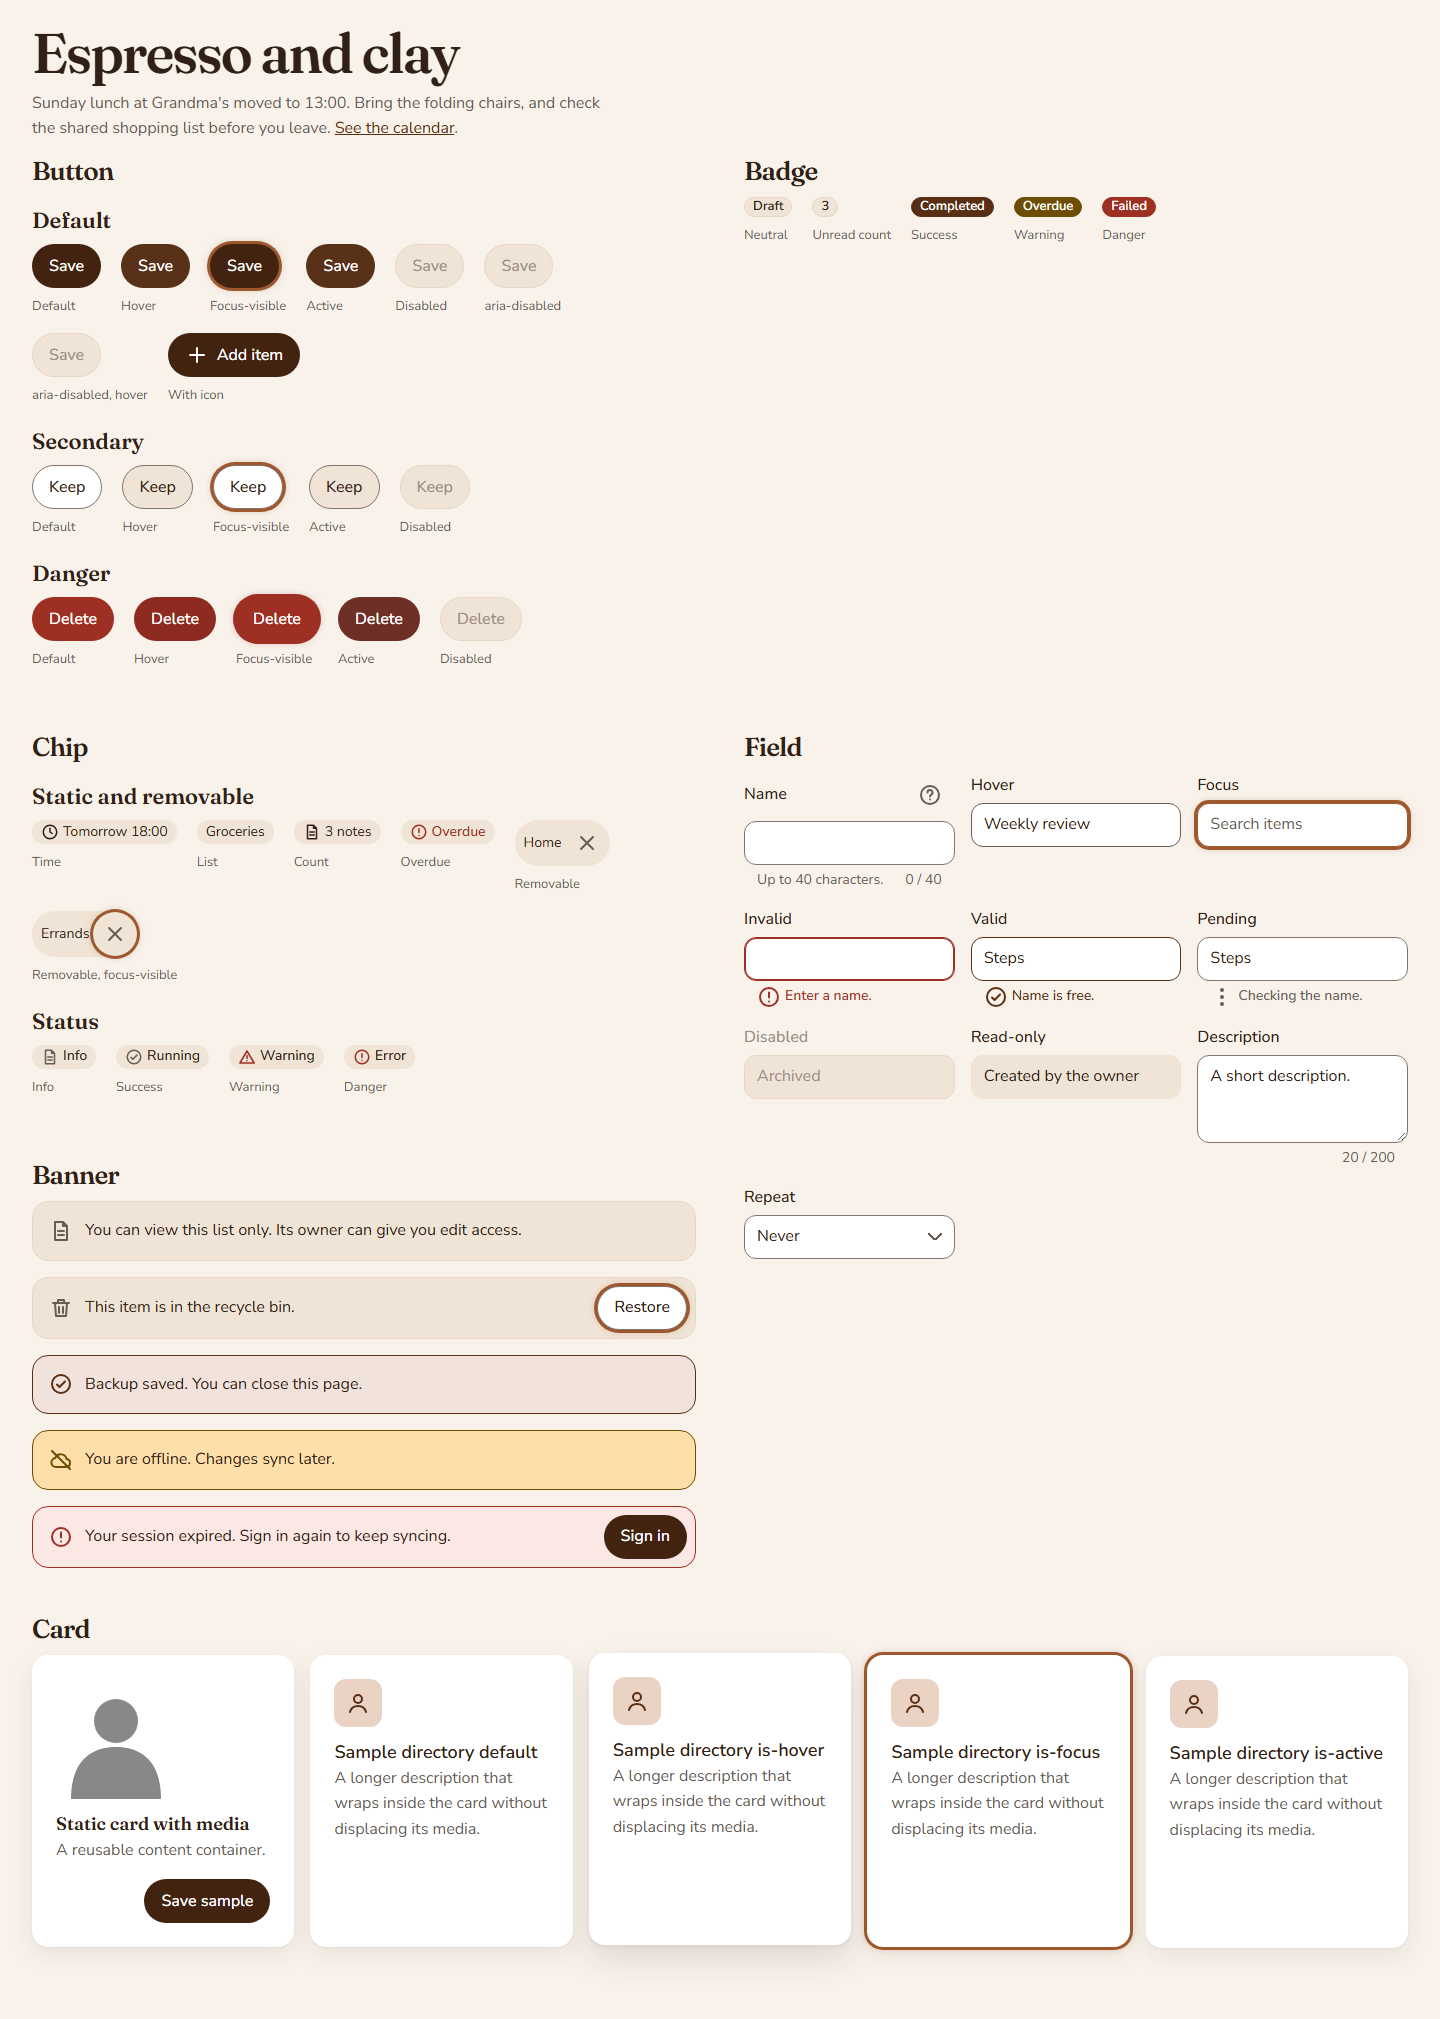 Espresso and clay
Sunday lunch at Grandma's moved to 13:00. Bring the folding chairs, and check
the shared shopping list before you leave. See the calendar.
Button
Default
Save Save Save Save Save Save
Default Hover Focus-visible Active Disabled aria-disabled
Save Add item
aria-disabled, hover With icon
Secondary
Keep Keep Keep Keep Keep
Default Hover Focus-visible Active Disabled
Danger
Delete Delete Delete Delete Delete
Default Hover Focus-visible Active Disabled
Badge
Draft 3 Completed Overdue Failed
Neutral Unread count Success Warning Danger
Chip
Static and removable
Tomorrow 18:00 Groceries 3 notes Overdue Home
Time List Count Overdue Removable
Errands
Removable, focus-visible
Status
Info Running Warning Error
Info Success Warning Danger
Field
Name Hover Focus
Weekly review Search items
Up to 40 characters. 0 / 40
Invalid Valid Pending
Steps Steps
Enter a name. Name is free. Checking the name.
Disabled Read-only Description
Archived Created by the owner A short description.
20 / 200
Repeat
Never
Banner
You can view this list only. Its owner can give you edit access.
This item is in the recycle bin. Restore
Backup saved. You can close this page.
You are offline. Changes sync later.
Your session expired. Sign in again to keep syncing. Sign in
Card
Static card with media
A reusable content container.
Save sample
Sample directory default
A longer description that
wraps inside the card without
displacing its media.
Sample directory is-hover
A longer description that
wraps inside the card without
displacing its media.
Sample directory is-focus
A longer description that
wraps inside the card without
displacing its media.
Sample directory is-active
A longer description that
wraps inside the card without
displacing its media.